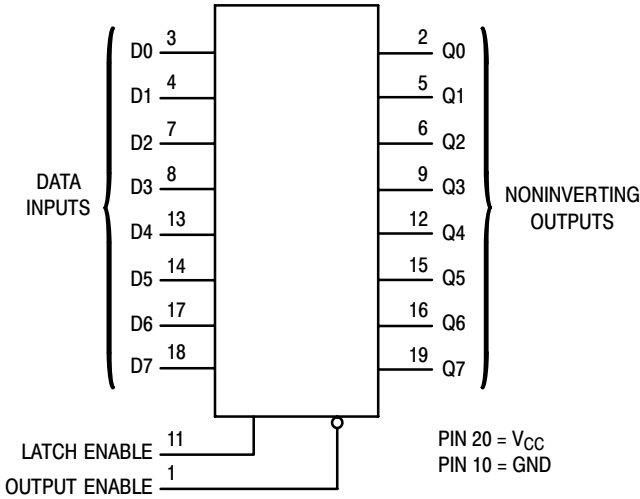 D0 3
D1 4
D2 7
D3 8
D4 13
D5 14
D6 17
D7 18
DATA
INPUTS
2 Q0
5 Q1
6 Q2
9 Q3
12 Q4
15 Q5
16 Q6
19 Q7
NONINVERTING
OUTPUTS
LATCH ENABLE 11
OUTPUT ENABLE 1
PIN 20 = VCC
PIN 10 = GND